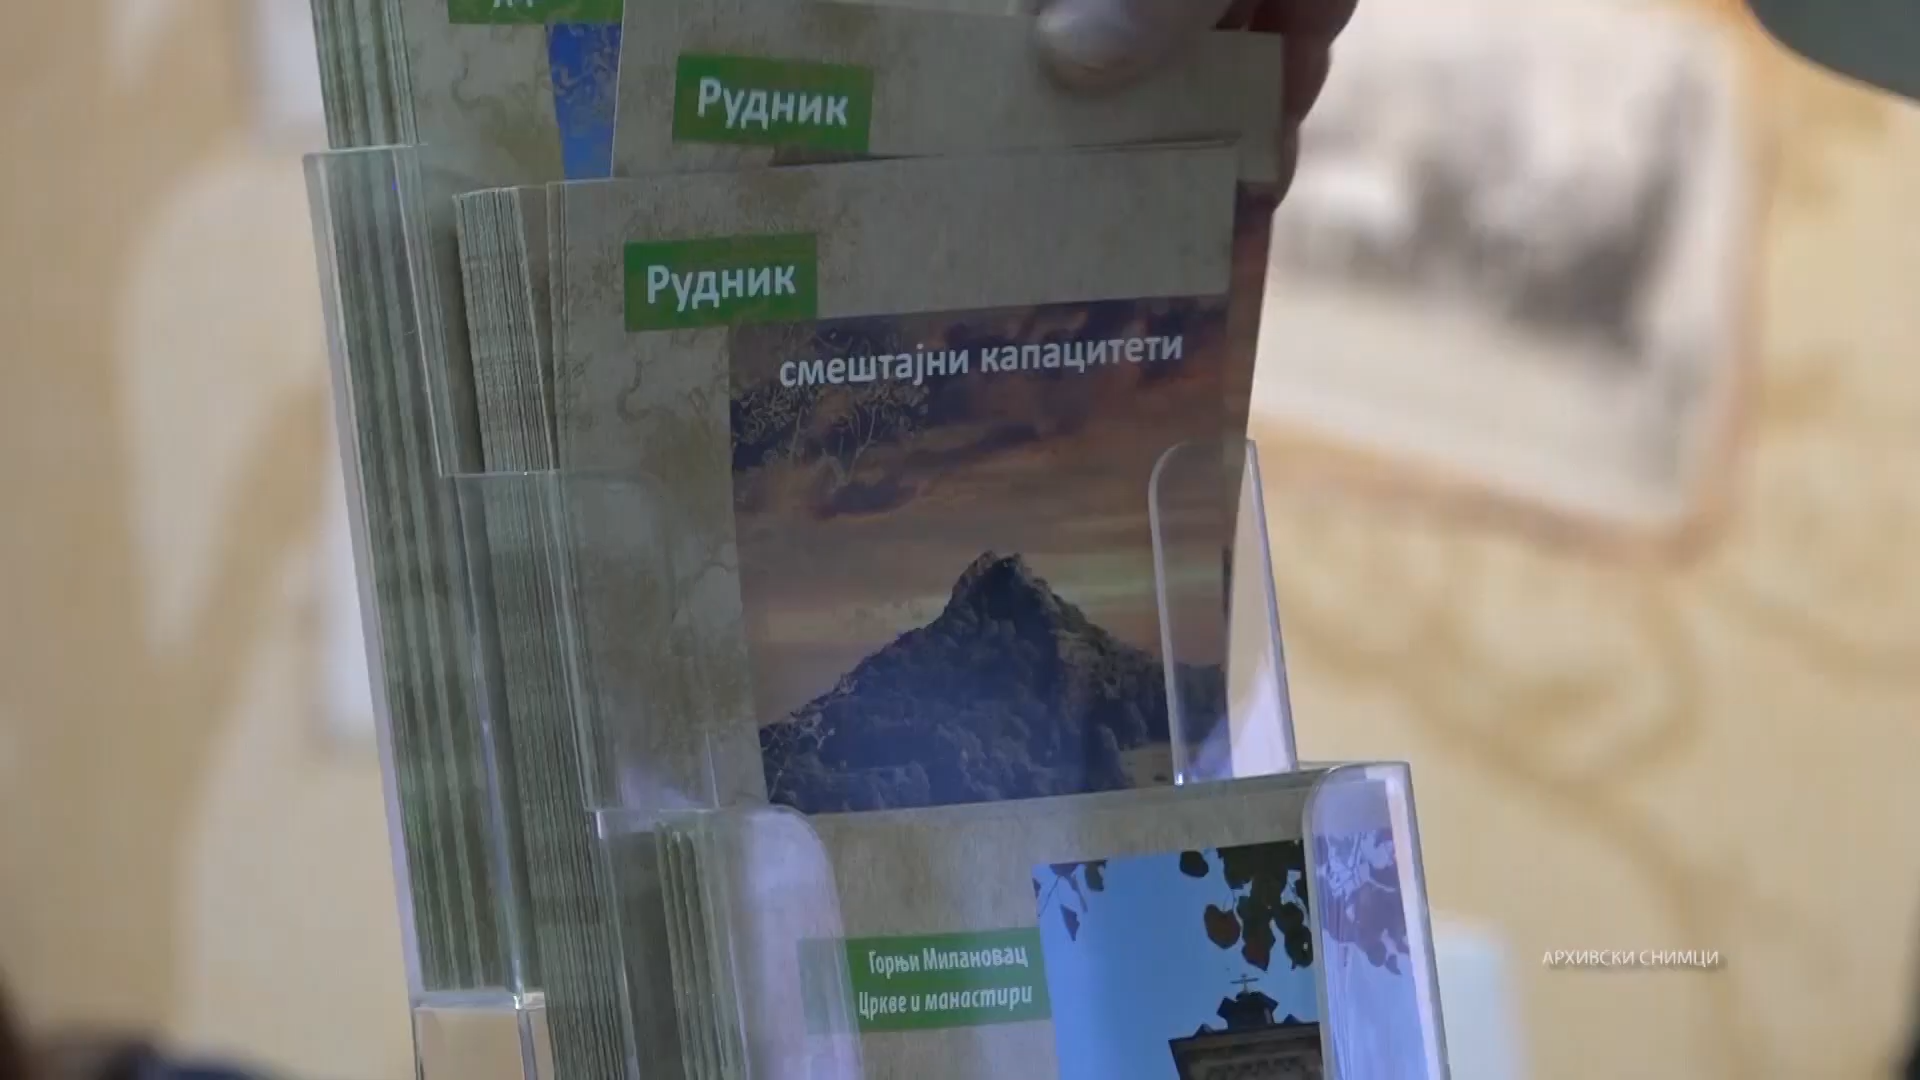 Рудник
Рудник
смештајни капацитети
Горњи Милановац
Цркве и манастири
АРХИВСКИ СНИМЦИ